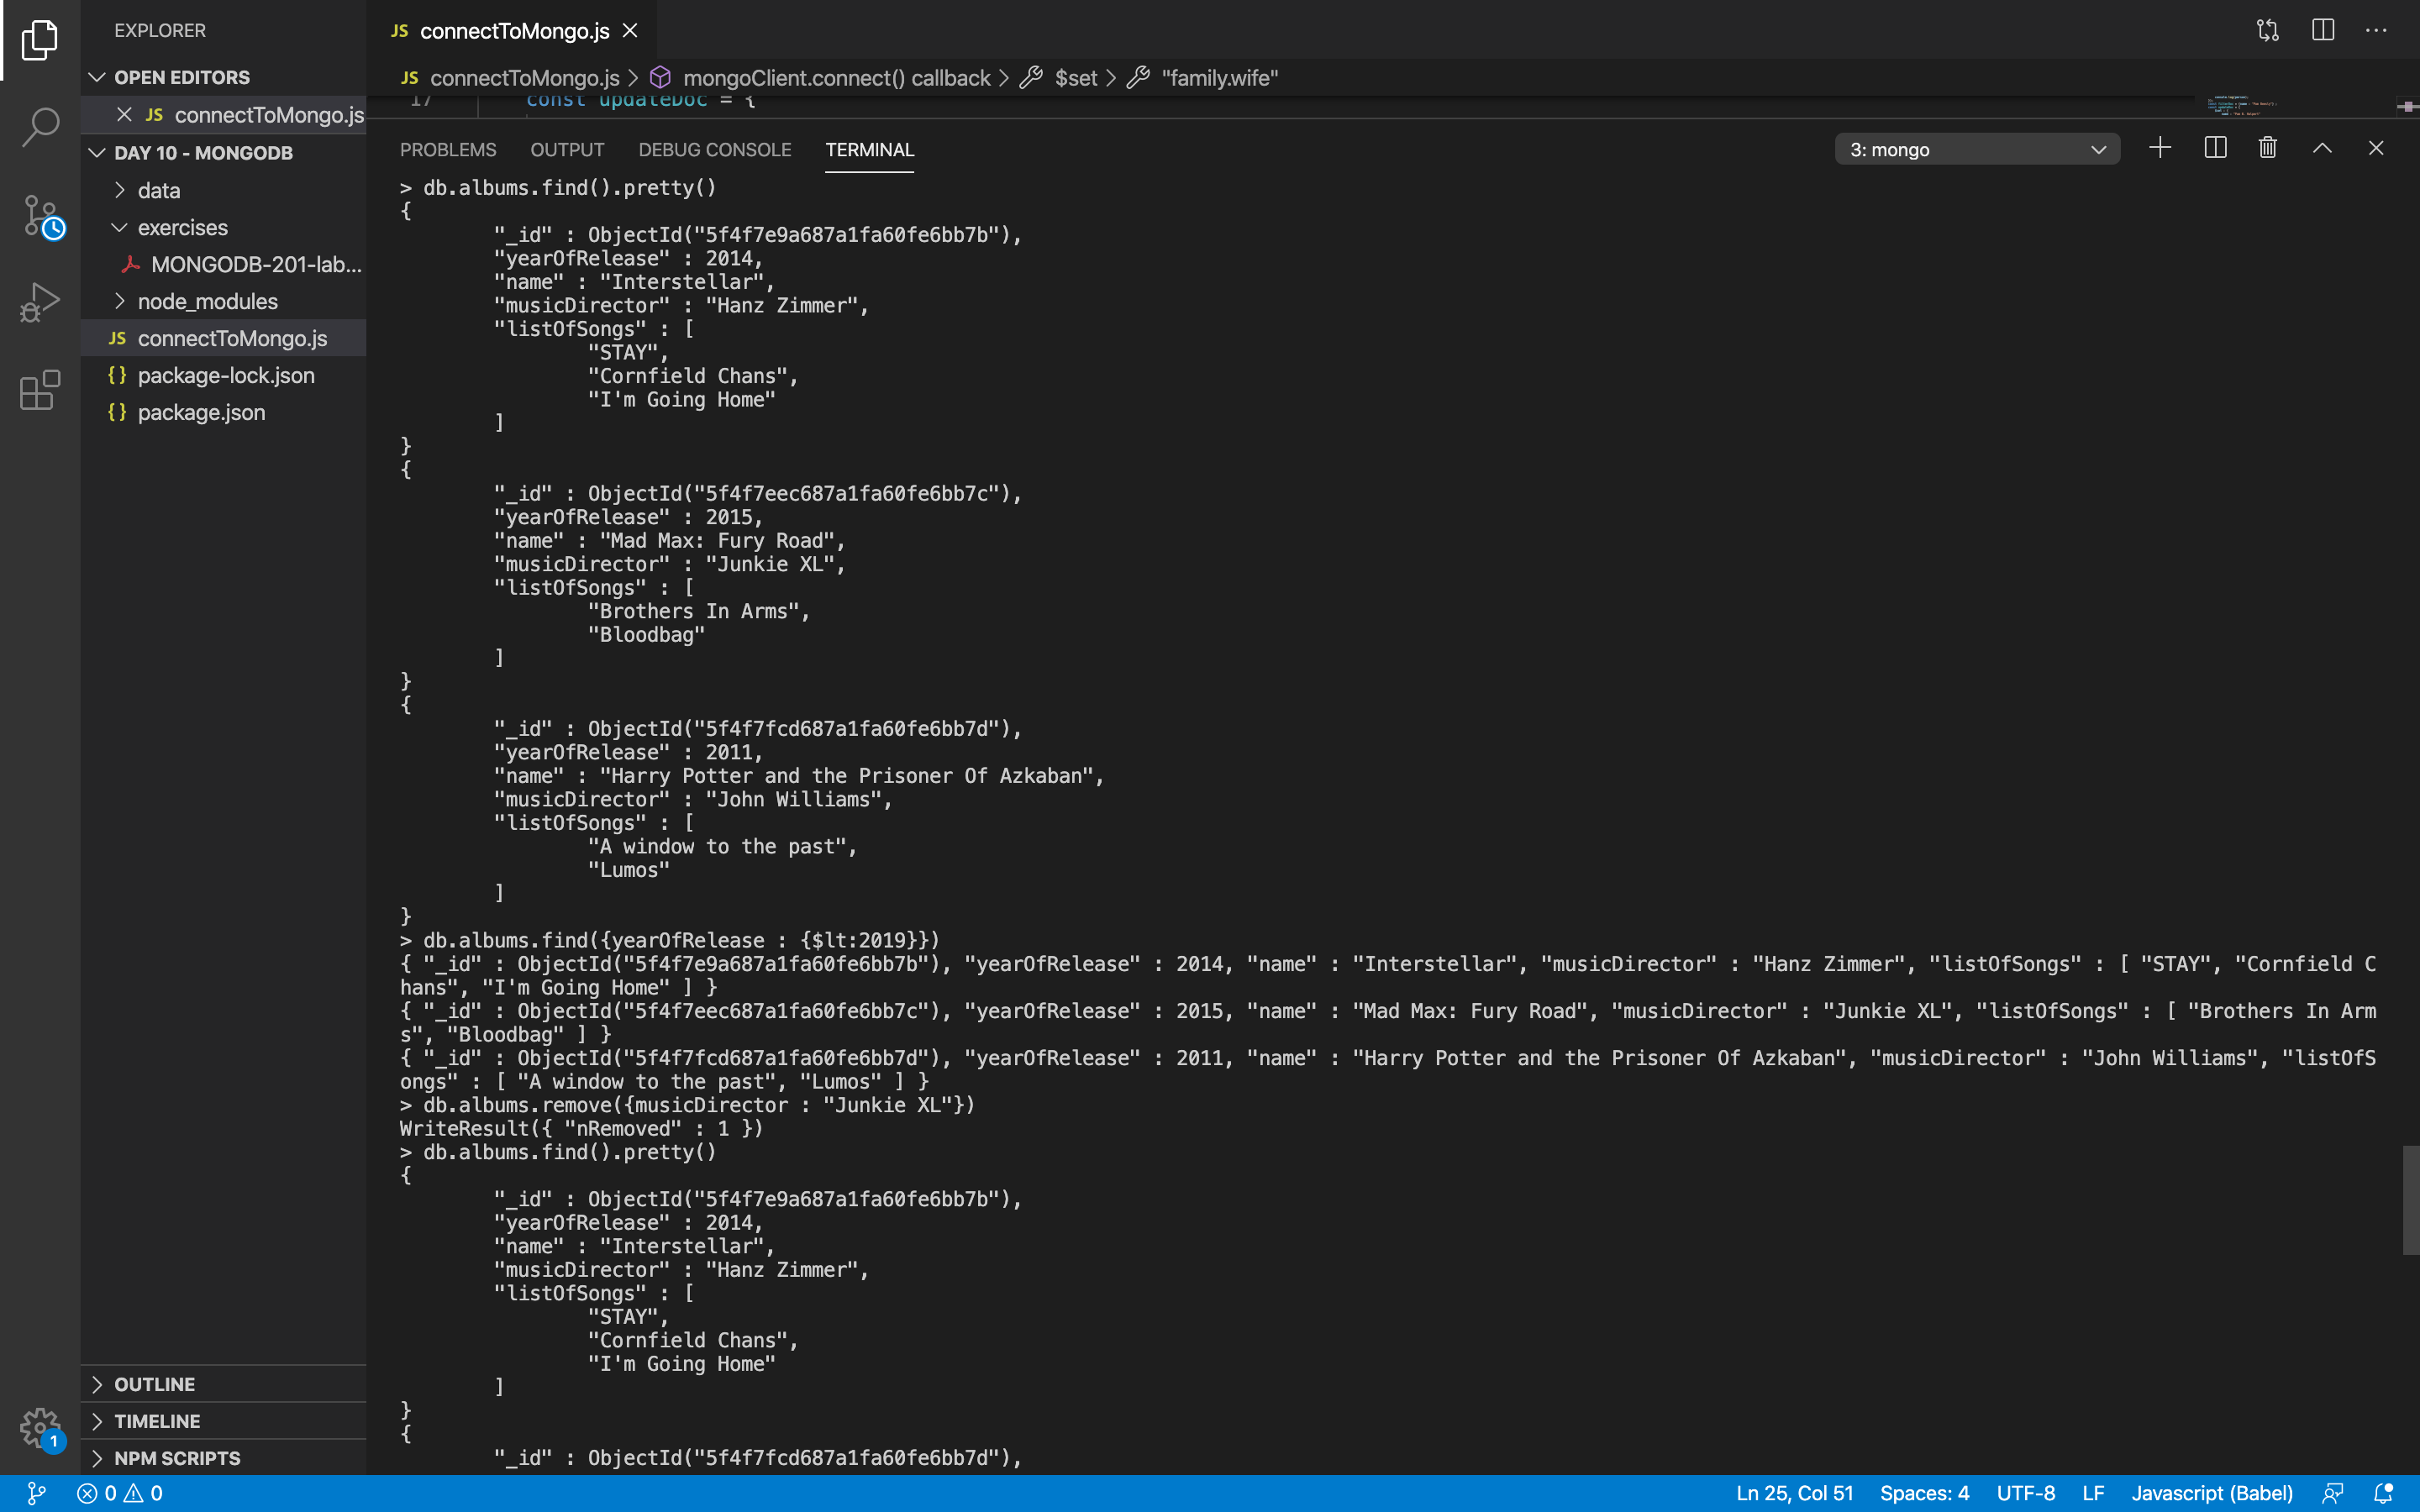 EXPLORER
OPEN EDITORS
JS connectToMongo.js
DAY 10 - MONGODB
data
exercises
MONGODB-201-lab...
node_modules
JS connectToMongo.js
{} package-lock.json
{} package.json
OUTLINE
TIMELINE
NPM SCRIPTS
JS connectToMongo.js
JS connectToMongo.js > mongoClient.connect() callback > $set > "family.wife"
17 const updateDoc = {
PROBLEMS OUTPUT DEBUG CONSOLE TERMINAL 3: mongo
> db.albums.find().pretty()
{
"_id" : ObjectId("5f4f7e9a687a1fa60fe6bb7b"),
"yearOfRelease" : 2014,
"name" : "Interstellar",
"musicDirector" : "Hanz Zimmer",
"listOfSongs" : [
"STAY",
"Cornfield Chans",
"I'm Going Home"
]
}
{
"_id" : ObjectId("5f4f7eec687a1fa60fe6bb7c"),
"yearOfRelease" : 2015,
"name" : "Mad Max: Fury Road",
"musicDirector" : "Junkie XL",
"listOfSongs" : [
"Brothers In Arms",
"Bloodbag"
]
}
{
"_id" : ObjectId("5f4f7fcd687a1fa60fe6bb7d"),
"yearOfRelease" : 2011,
"name" : "Harry Potter and the Prisoner Of Azkaban",
"musicDirector" : "John Williams",
"listOfSongs" : [
"A window to the past",
"Lumos"
]
}
> db.albums.find({yearOfRelease : {$lt:2019}})
{ "_id" : ObjectId("5f4f7e9a687a1fa60fe6bb7b"), "yearOfRelease" : 2014, "name" : "Interstellar", "musicDirector" : "Hanz Zimmer", "listOfSongs" : [ "STAY", "Cornfield C
hans", "I'm Going Home" ] }
{ "_id" : ObjectId("5f4f7eec687a1fa60fe6bb7c"), "yearOfRelease" : 2015, "name" : "Mad Max: Fury Road", "musicDirector" : "Junkie XL", "listOfSongs" : [ "Brothers In Arm
s", "Bloodbag" ] }
{ "_id" : ObjectId("5f4f7fcd687a1fa60fe6bb7d"), "yearOfRelease" : 2011, "name" : "Harry Potter and the Prisoner Of Azkaban", "musicDirector" : "John Williams", "listOfS
ongs" : [ "A window to the past", "Lumos" ] }
> db.albums.remove({musicDirector : "Junkie XL"})
WriteResult({ "nRemoved" : 1 })
> db.albums.find().pretty()
{
"_id" : ObjectId("5f4f7e9a687a1fa60fe6bb7b"),
"yearOfRelease" : 2014,
"name" : "Interstellar",
"musicDirector" : "Hanz Zimmer",
"listOfSongs" : [
"STAY",
"Cornfield Chans",
"I'm Going Home"
]
}
{
"_id" : ObjectId("5f4f7fcd687a1fa60fe6bb7d"),
1
0 0 Ln 25, Col 51 Spaces: 4 UTF-8 LF Javascript (Babel)